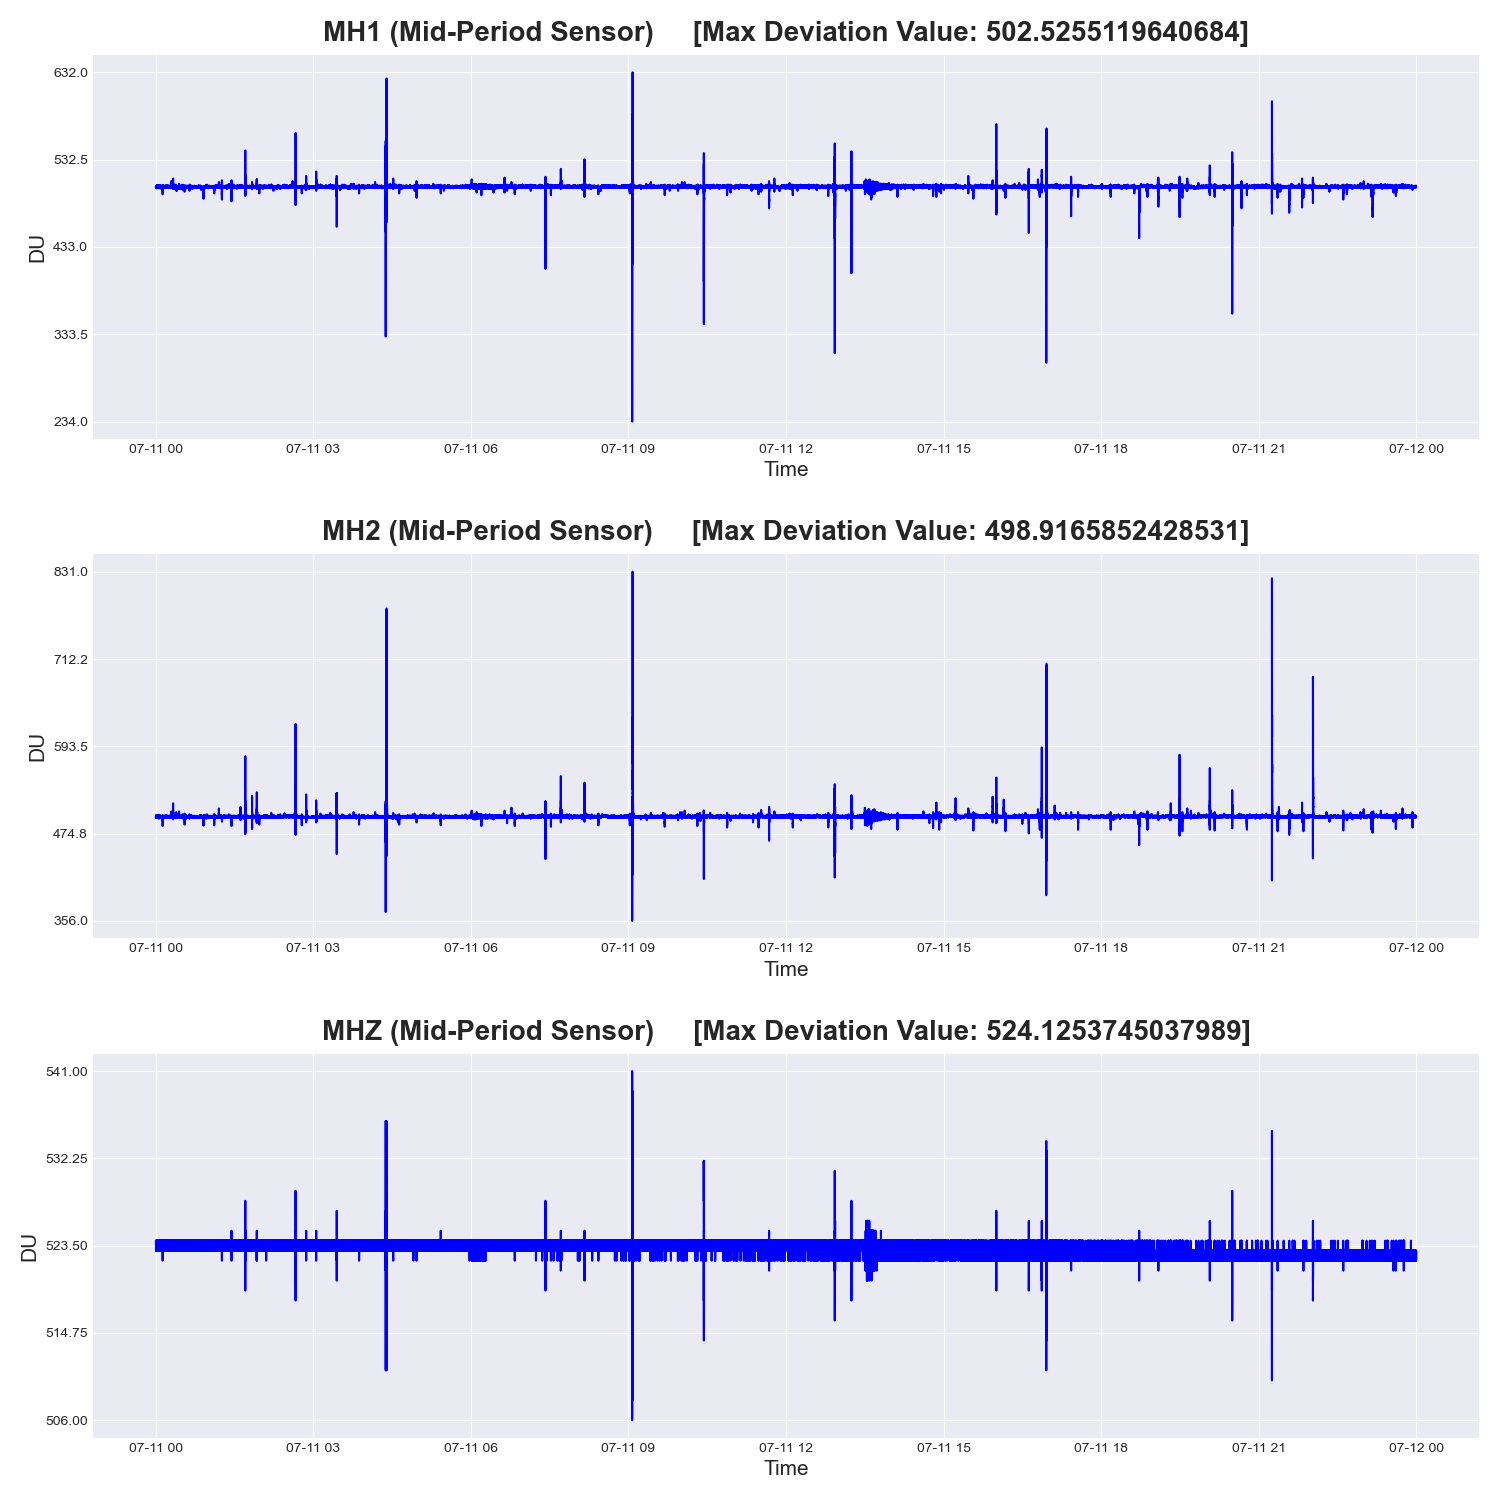 MH1 (Mid-Period Sensor) [Max Deviation Value: 502.5255119640684]
632.0
532.5
433.0
333.5
234.0
DU
07-11 00 07-11 03 07-11 06 07-11 09 07-11 12 07-11 15 07-11 18 07-11 21 07-12 00
Time
MH2 (Mid-Period Sensor) [Max Deviation Value: 498.9165852428531]
831.0
712.2
593.5
474.8
356.0
DU
07-11 00 07-11 03 07-11 06 07-11 09 07-11 12 07-11 15 07-11 18 07-11 21 07-12 00
Time
MHZ (Mid-Period Sensor) [Max Deviation Value: 524.1253745037989]
541.00
532.25
523.50
514.75
506.00
DU
07-11 00 07-11 03 07-11 06 07-11 09 07-11 12 07-11 15 07-11 18 07-11 21 07-12 00
Time